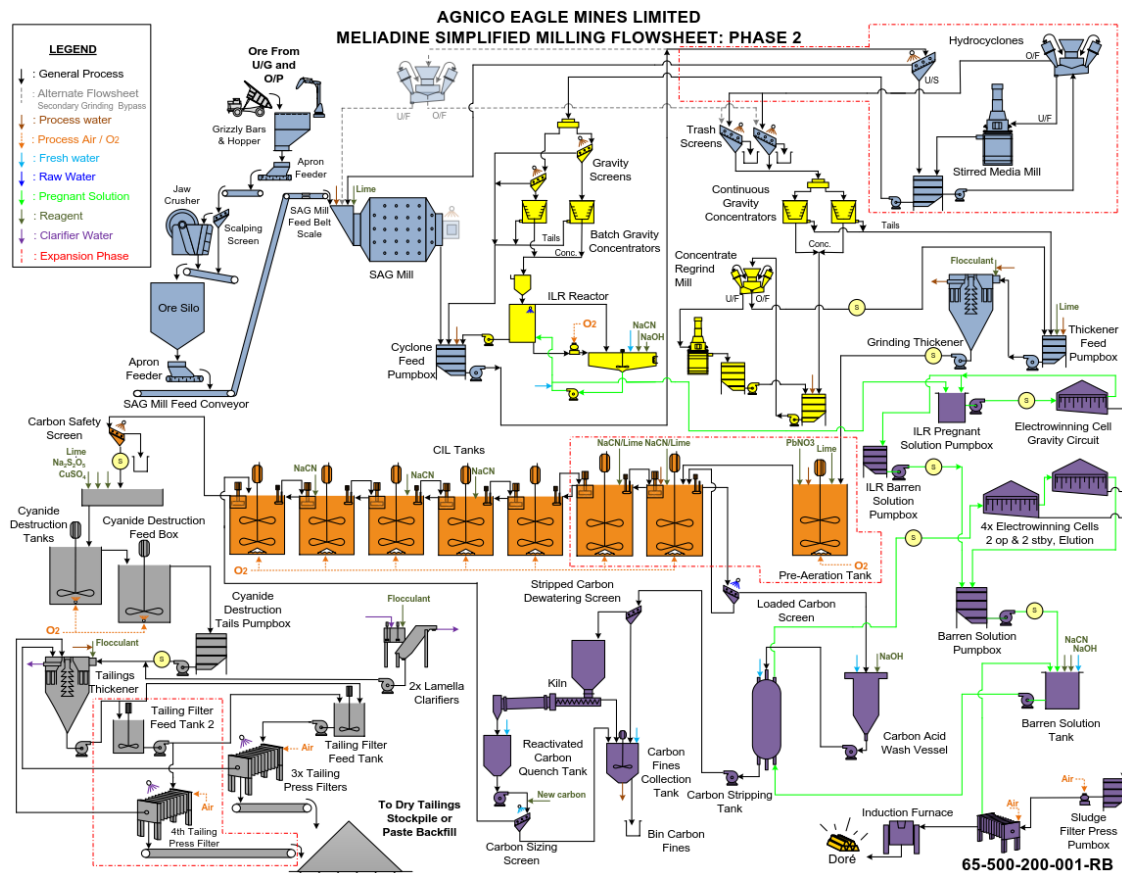 AGNICO EAGLE MINES LIMITED
MELIADINE SIMPLIFIED MILLING FLOWSHEET: PHASE 2
LEGEND
: General Process
: Alternate Flowsheet
Secondary Grinding Bypass
: Process water
: Process Air / O2
: Fresh water
: Raw Water
: Pregnant Solution
: Reagent
: Clarifier Water
: Expansion Phase
Ore From
U/G and
O/P
Grizzly Bars
& Hopper
Apron
Feeder
Jaw
Crusher
Scalping
Screen
Ore Silo
Apron
Feeder
SAG Mill Feed Conveyor
SAG Mill
Feed Belt
Scale
Lime
SAG Mill
U/F
O/F
Cyclone
Feed
Pumpbox
Gravity
Screens
Batch Gravity
Concentrators
Tails
Conc.
ILR Reactor
O2
NaCN
NaOH
U/S
Hydrocyclones
O/F
U/F
Stirred Media Mill
Trash
Screens
Continuous
Gravity
Concentrators
Tails
Conc.
Concentrate
Regrind
Mill
U/F
O/F
S
Flocculant
Lime
Grinding Thickener
Thickener
Feed
Pumpbox
S
S
ILR Pregnant
Solution Pumpbox
Electrowinning Cell
Gravity Circuit
S
ILR Barren
Solution
Pumpbox
S
4x Electrowinning Cells
2 op & 2 stby, Elution
Barren Solution
Pumpbox
S
NaCN
NaOH
Barren Solution
Tank
Carbon Safety
Screen
S
Lime
Na2S2O5
CuSO4
Cyanide
Destruction
Tanks
Cyanide Destruction
Feed Box
O2
Cyanide
Destruction
Tails Pumpbox
CIL Tanks
NaCN
NaCN
NaCN
NaCN/Lime
NaCN/Lime
PbNO3
Lime
O2
O2
Pre-Aeration Tank
Flocculant
S
Tailings
Thickener
Flocculant
2x Lamella
Clarifiers
Tailing Filter
Feed Tank 2
Tailing Filter
Feed Tank
Air
3x Tailing
Press Filters
Air
4th Tailing
Press Filter
To Dry Tailings
Stockpile or
Paste Backfill
Stripped Carbon
Dewatering Screen
Kiln
Reactivated
Carbon
Quench Tank
New carbon
Carbon Sizing
Screen
Carbon
Fines
Collection
Tank
Bin Carbon
Fines
Loaded Carbon
Screen
NaOH
Carbon Stripping
Tank
Carbon Acid
Wash Vessel
Induction Furnace
Doré
Air
Air
Sludge
Filter Press
Pumbox
65-500-200-001-RB